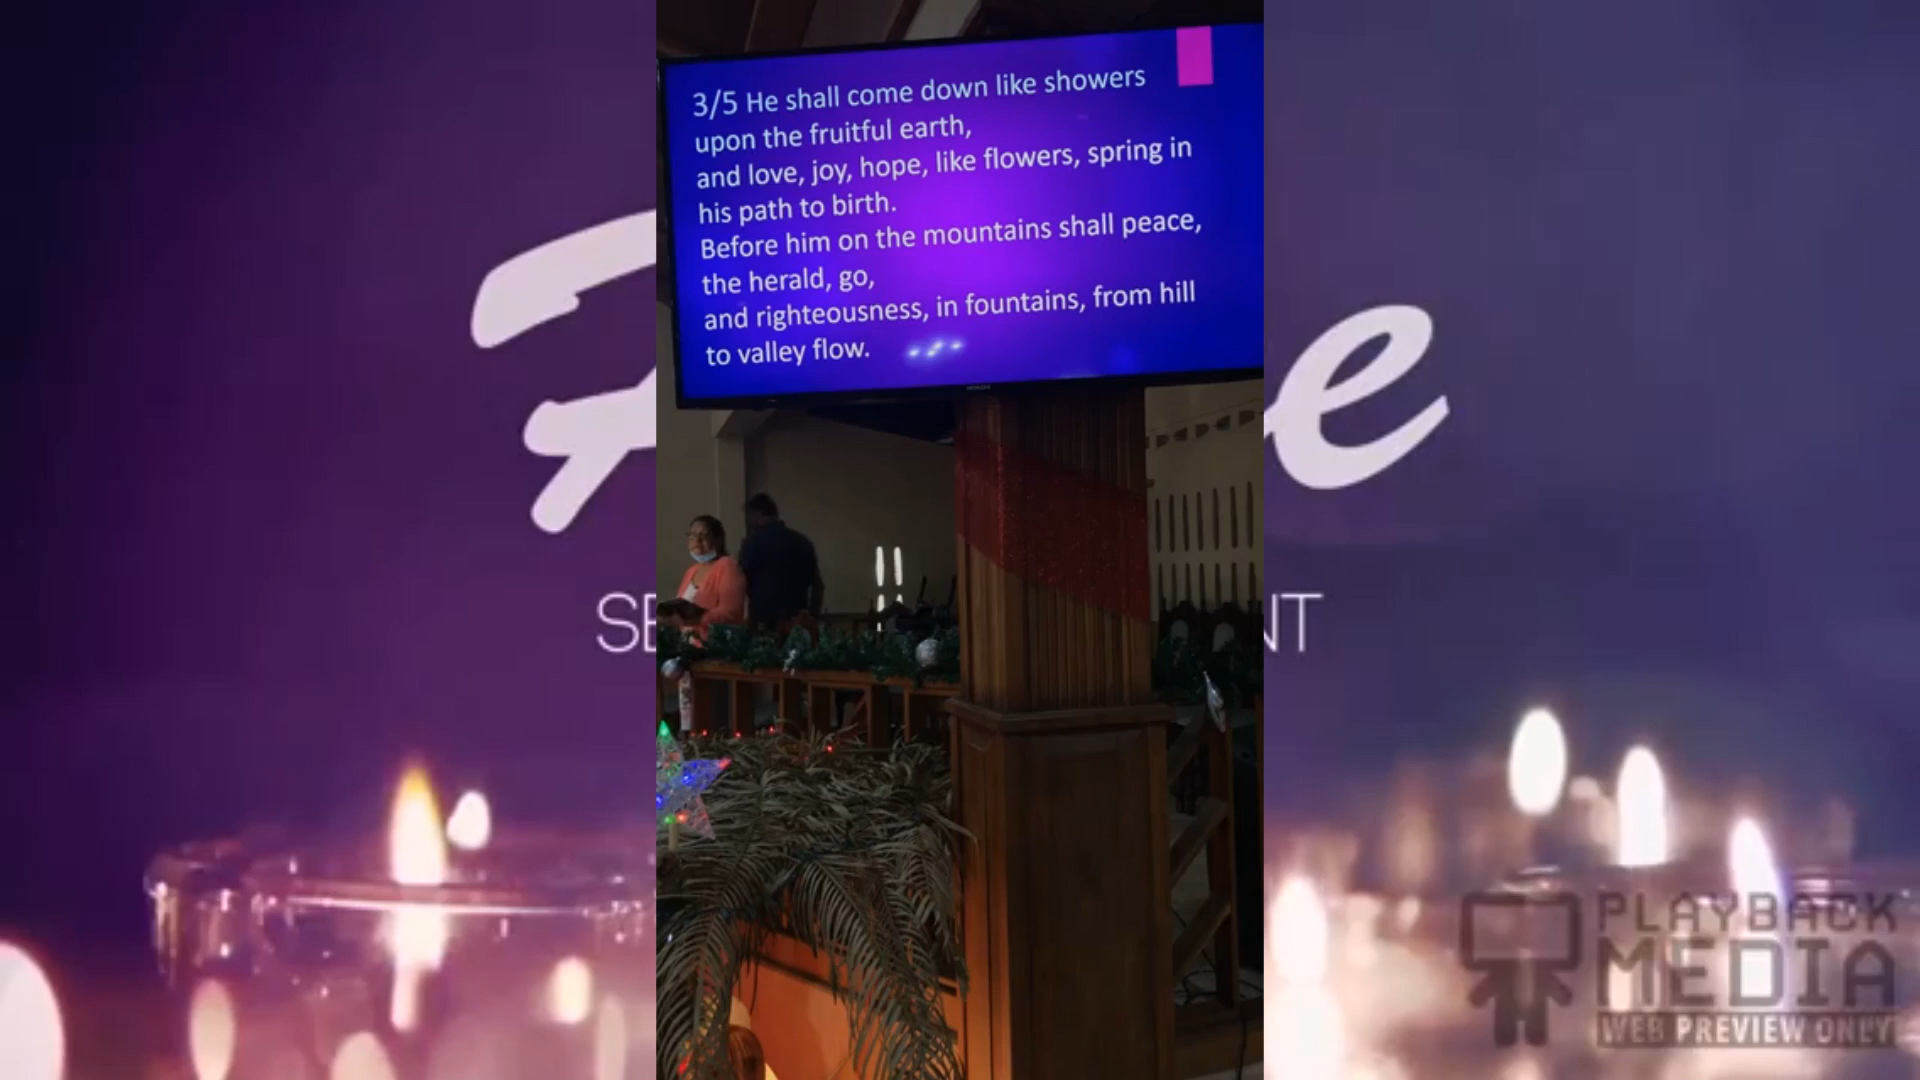 3/5 He shall come down like showers
upon the fruitful earth,
and love, joy, hope, like flowers, spring in
his path to birth.
Before him on the mountains shall peace,
the herald, go,
and righteousness, in fountains, from hill
to valley flow.
PLAYBACK
MEDIA
WEB PREVIEW ONLY